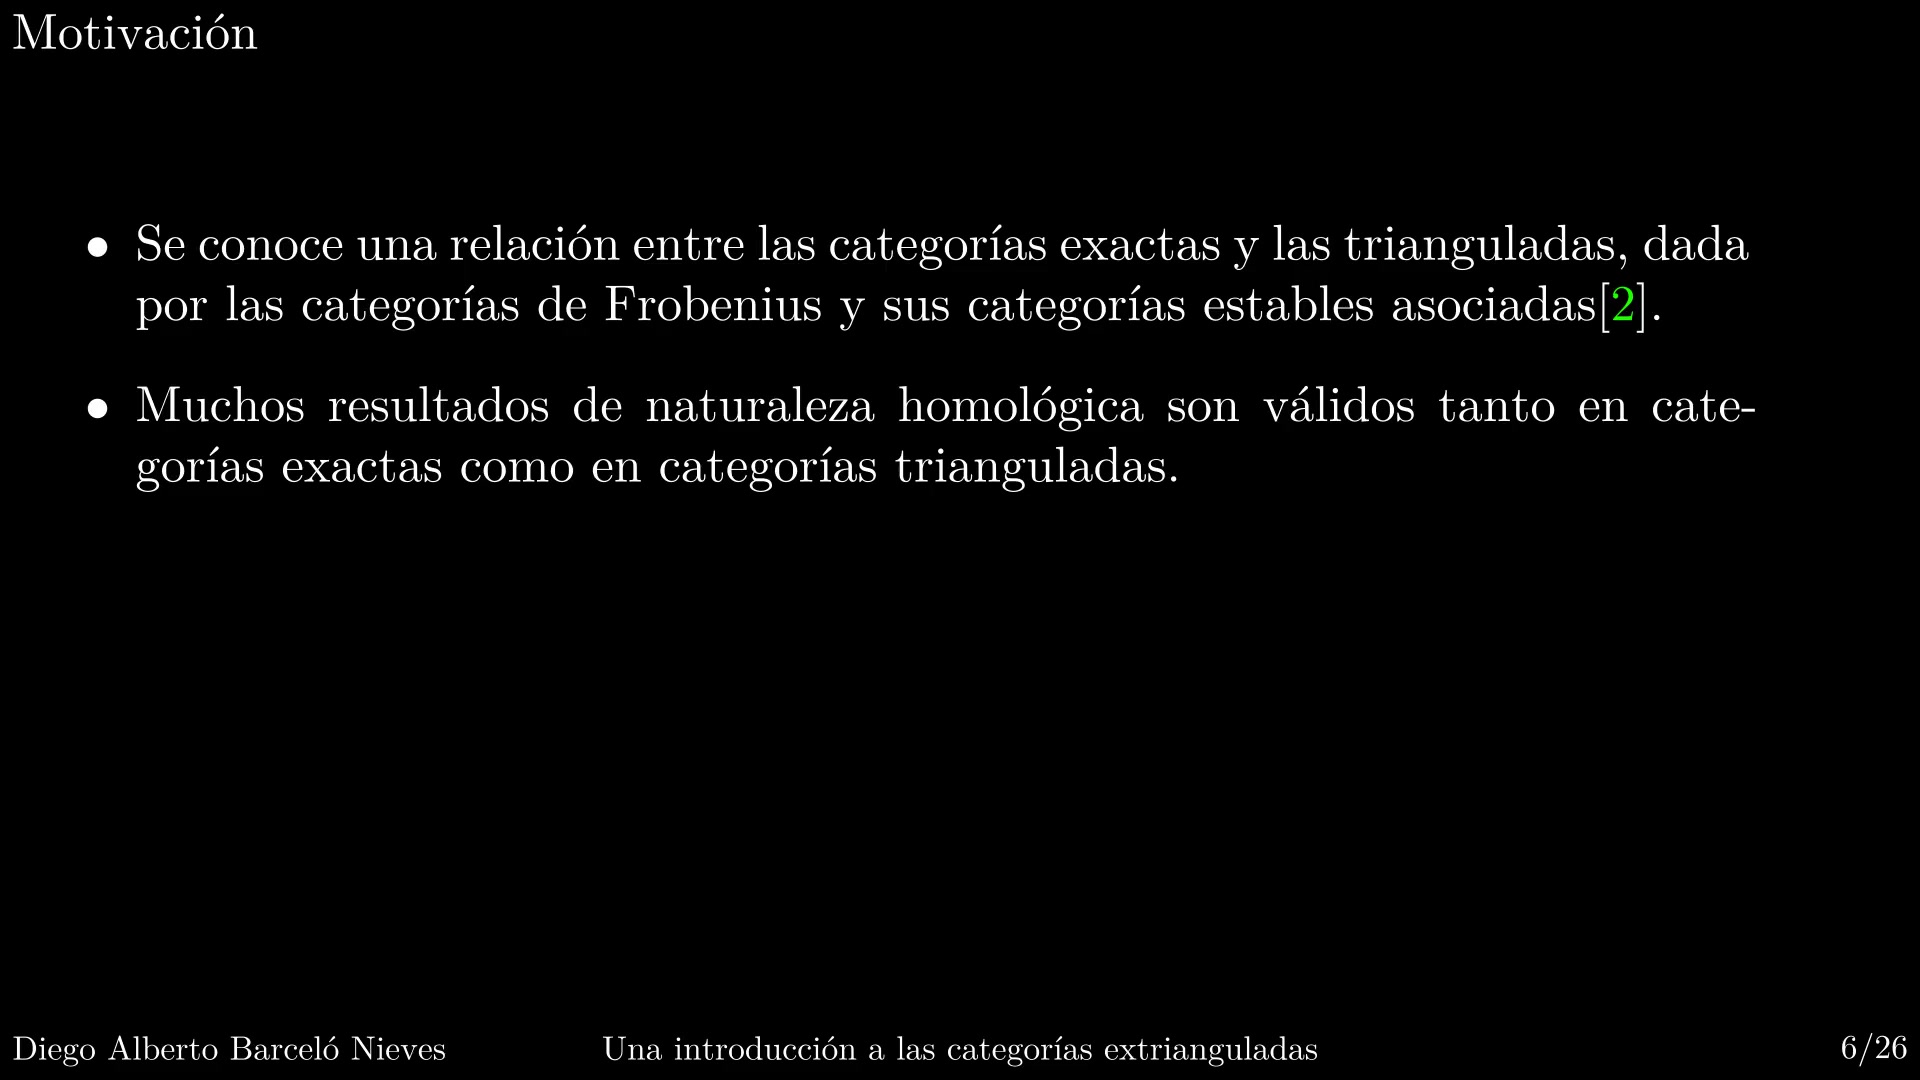 Motivación
• Se conoce una relación entre las categorías exactas y las trianguladas, dada
por las categorías de Frobenius y sus categorías estables asociadas[2].
• Muchos resultados de naturaleza homológica son válidos tanto en cate-
gorías exactas como en categorías trianguladas.
Diego Alberto Barceló Nieves
Una introducción a las categorías extrianguladas
6/26